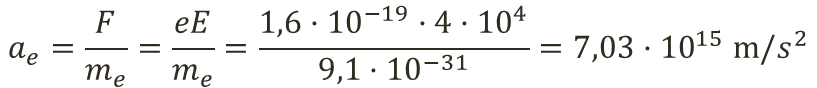 a_e = F/m_e = eE/m_e = (1,6 · 10^−19 · 4 · 10^4)/(9,1 · 10^−31) = 7,03 · 10^15 m/s^2